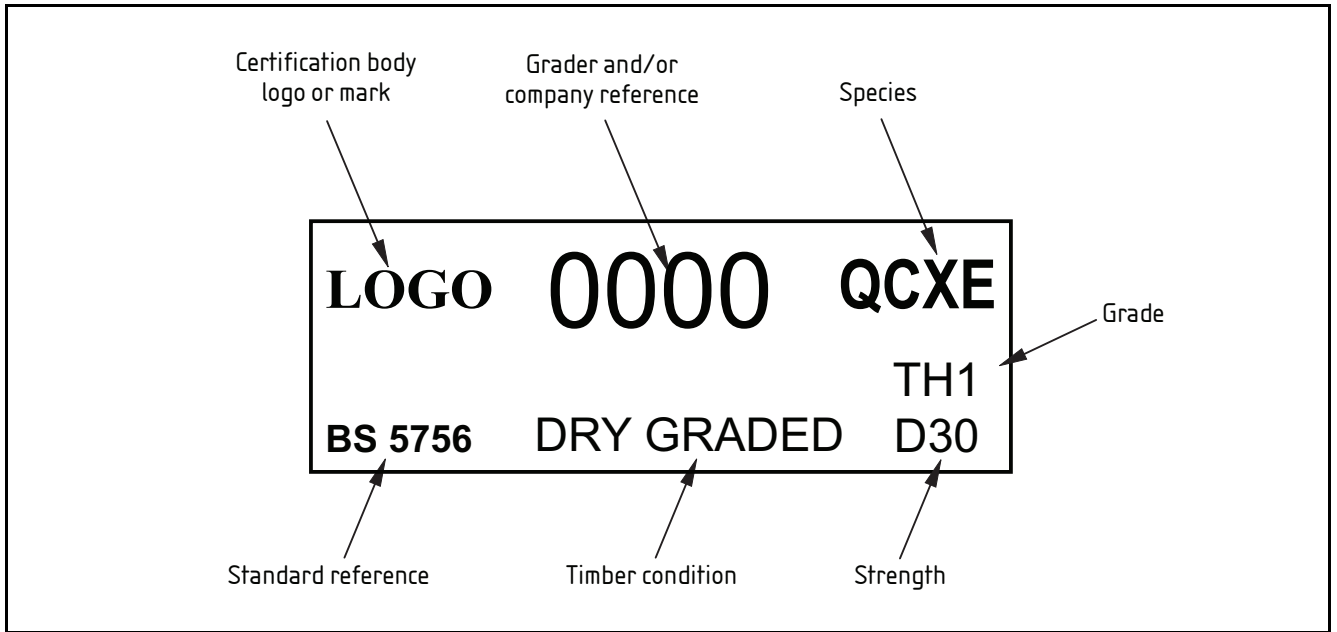 Certification body
logo or mark
Grader and/or
company reference
Species
LOGO
0000
QCXE
Grade
TH1
BS 5756
DRY GRADED
D30
Standard reference
Timber condition
Strength